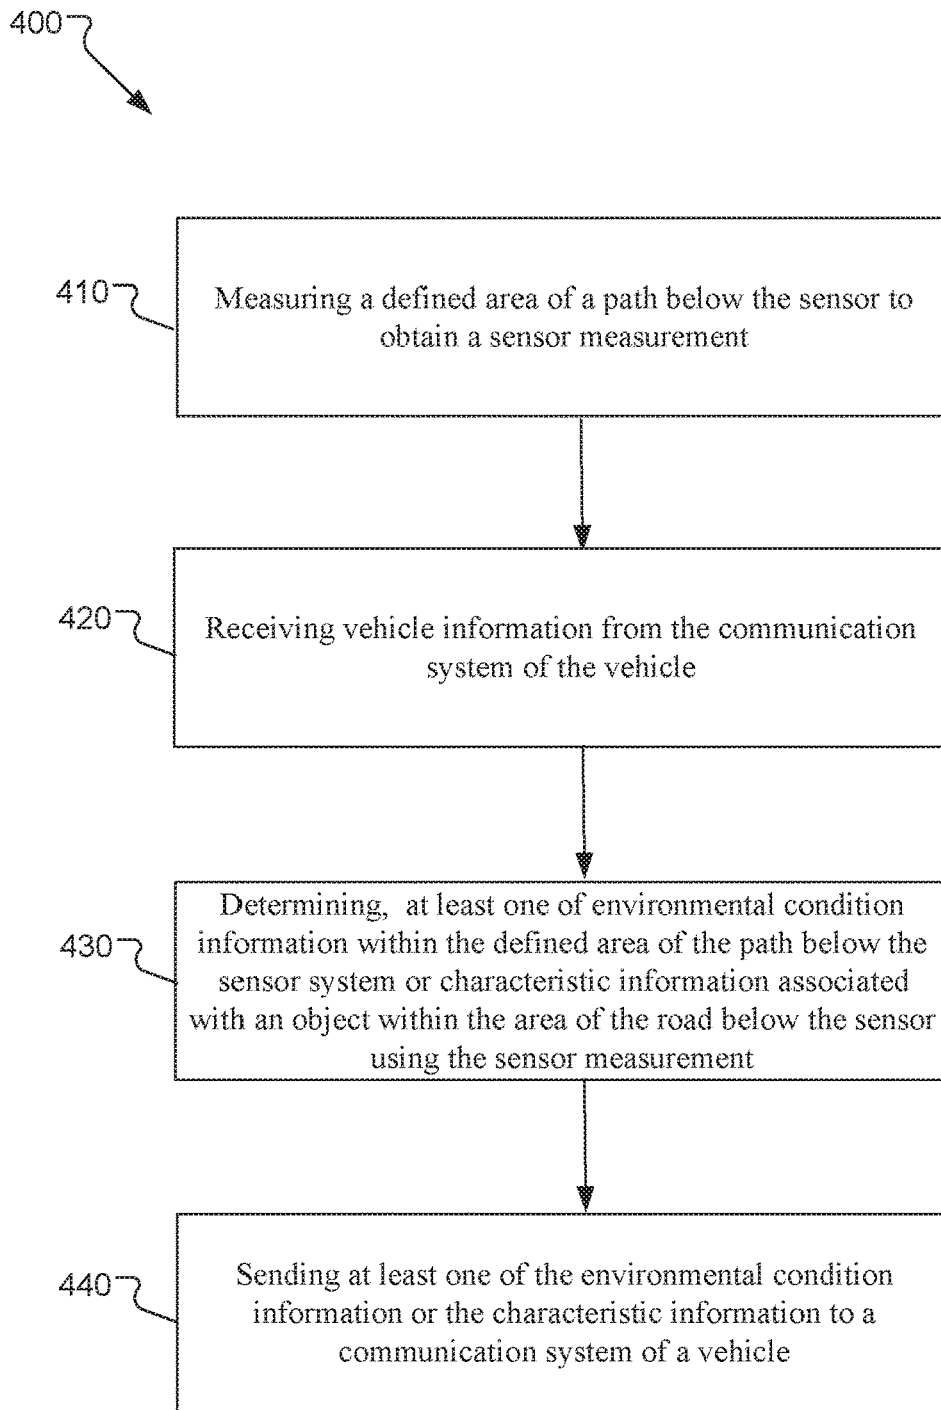 400
410
Measuring a defined area of a path below the sensor to
obtain a sensor measurement
420
Receiving vehicle information from the communication
system of the vehicle
430
Determining, at least one of environmental condition
information within the defined area of the path below the
sensor system or characteristic information associated
with an object within the area of the road below the sensor
using the sensor measurement
440
Sending at least one of the environmental condition
information or the characteristic information to a
communication system of a vehicle